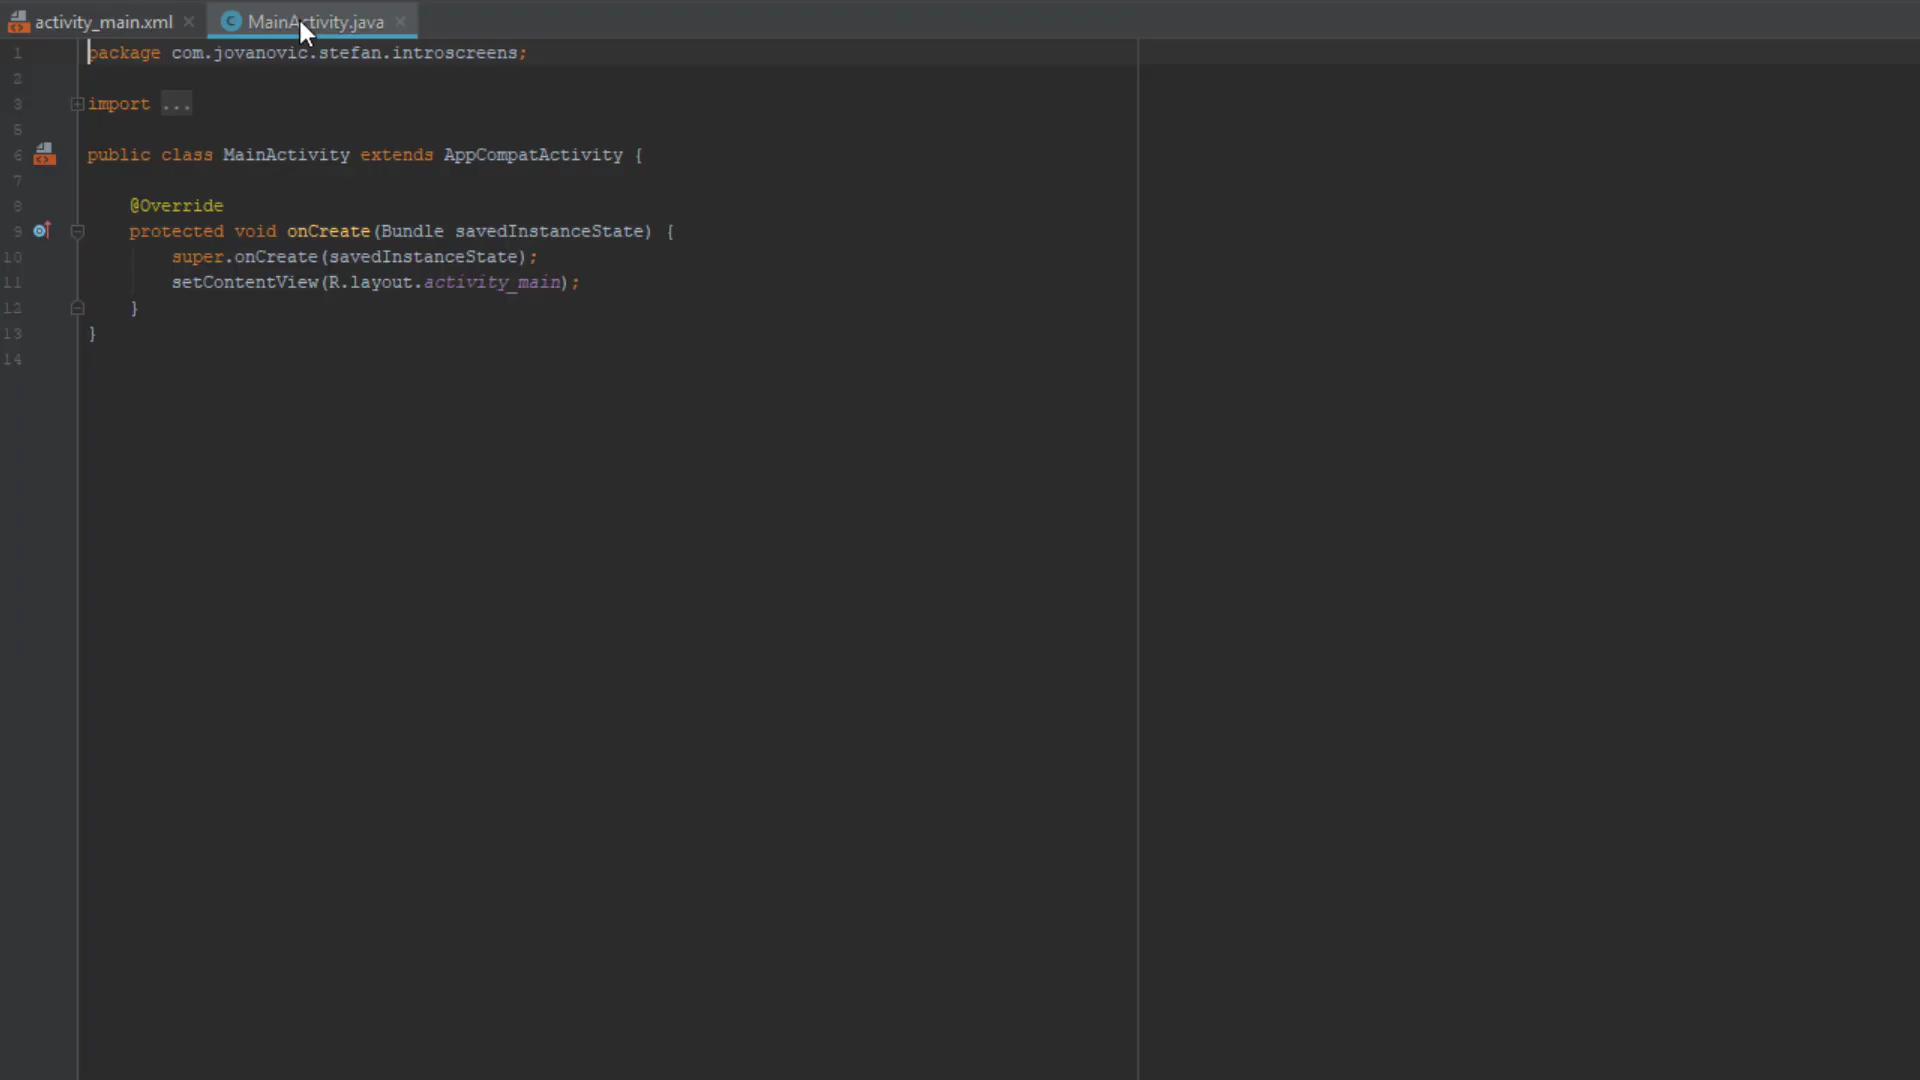 activity_main.xml
MainActivity.java
1 package com.jovanovic.stefan.introscreens;
2
3 import ...
5
6 public class MainActivity extends AppCompatActivity {
7
8 @Override
9 protected void onCreate(Bundle savedInstanceState) {
10 super.onCreate(savedInstanceState);
11 setContentView(R.layout.activity_main);
12 }
13 }
14